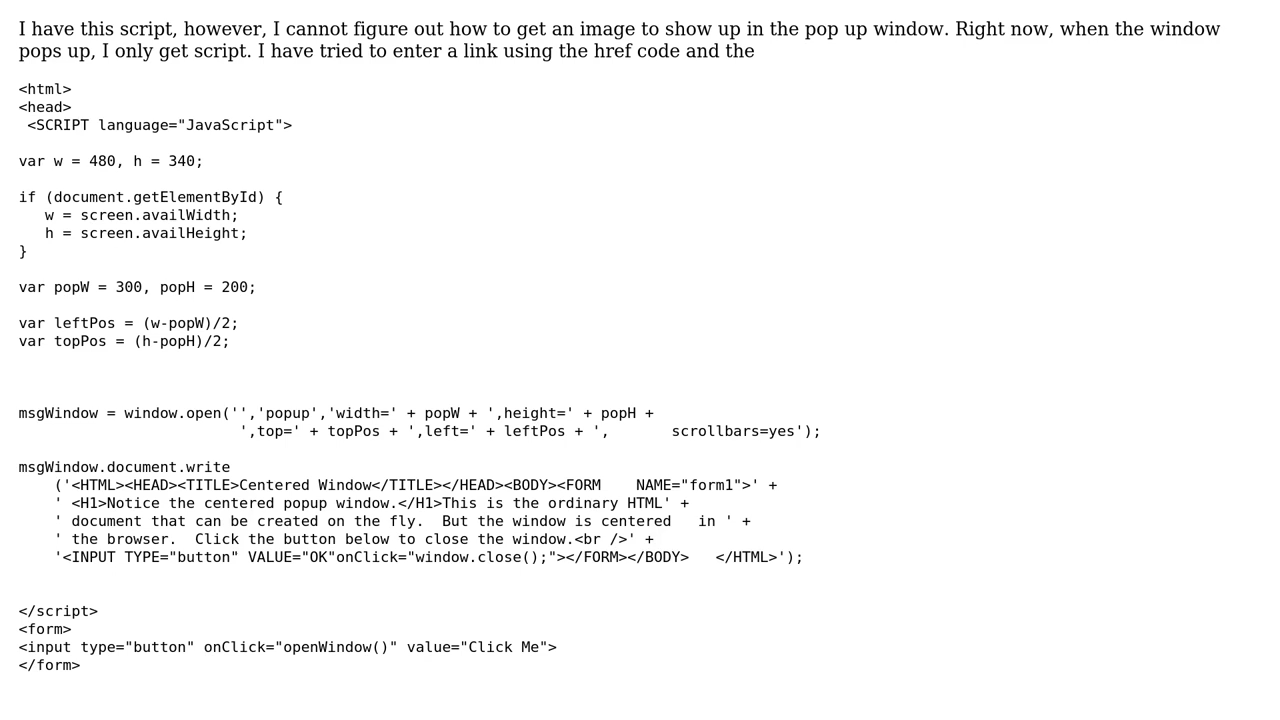 I have this script, however, I cannot figure out how to get an image to show up in the pop up window. Right now, when the window
pops up, I only get script. I have tried to enter a link using the href code and the
<html>
<head>
 <SCRIPT language="JavaScript">
var w = 480, h = 340;
if (document.getElementById) {
   w = screen.availWidth;
   h = screen.availHeight;
}
var popW = 300, popH = 200;
var leftPos = (w-popW)/2;
var topPos = (h-popH)/2;
msgWindow = window.open('','popup','width=' + popW + ',height=' + popH +
                         ',top=' + topPos + ',left=' + leftPos + ',       scrollbars=yes');
msgWindow.document.write
    ('<HTML><HEAD><TITLE>Centered Window</TITLE></HEAD><BODY><FORM    NAME="form1">' +
    ' <H1>Notice the centered popup window.</H1>This is the ordinary HTML' +
    ' document that can be created on the fly.  But the window is centered   in ' +
    ' the browser.  Click the button below to close the window.<br />' +
    '<INPUT TYPE="button" VALUE="OK"onClick="window.close();"></FORM></BODY>   </HTML>');
</script>
<form>
<input type="button" onClick="openWindow()" value="Click Me">
</form>